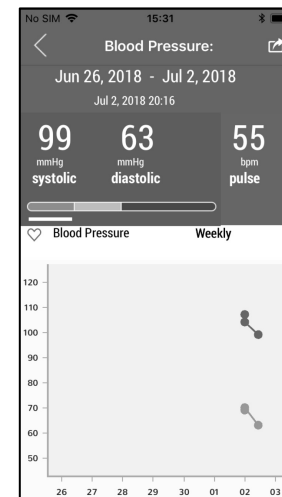 No SIM 15:31
Blood Pressure:
Jun 26, 2018 - Jul 2, 2018
Jul 2, 2018 20:16
99 63 55
mmHg mmHg bpm
systolic diastolic pulse
Blood Pressure Weekly
120
110
100
90
80
70
60
50
26 27 28 29 30 01 02 03